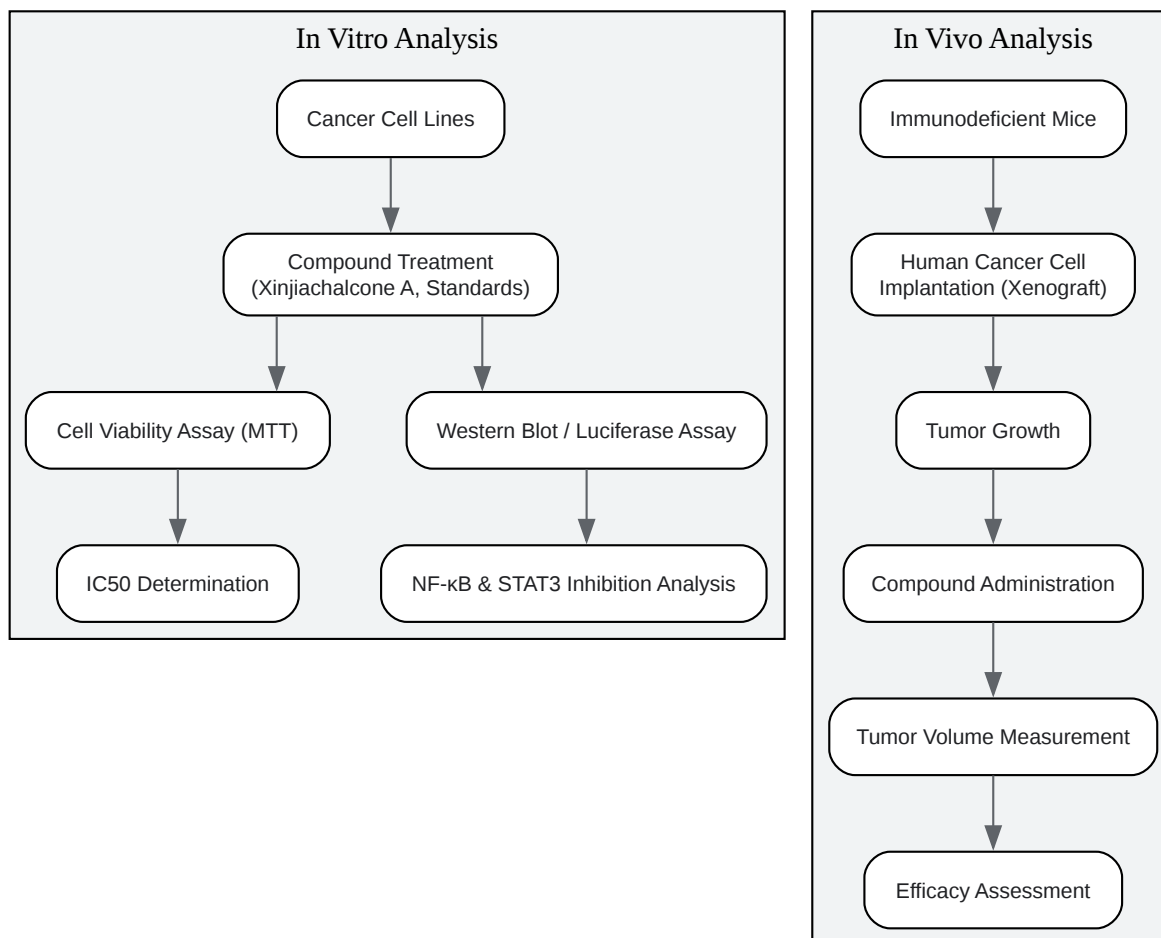 In Vitro Analysis
Cancer Cell Lines
Compound Treatment
(Xinjiachalcone A, Standards)
Cell Viability Assay (MTT)
Western Blot / Luciferase Assay
IC50 Determination
NF-κB & STAT3 Inhibition Analysis
In Vivo Analysis
Immunodeficient Mice
Human Cancer Cell
Implantation (Xenograft)
Tumor Growth
Compound Administration
Tumor Volume Measurement
Efficacy Assessment